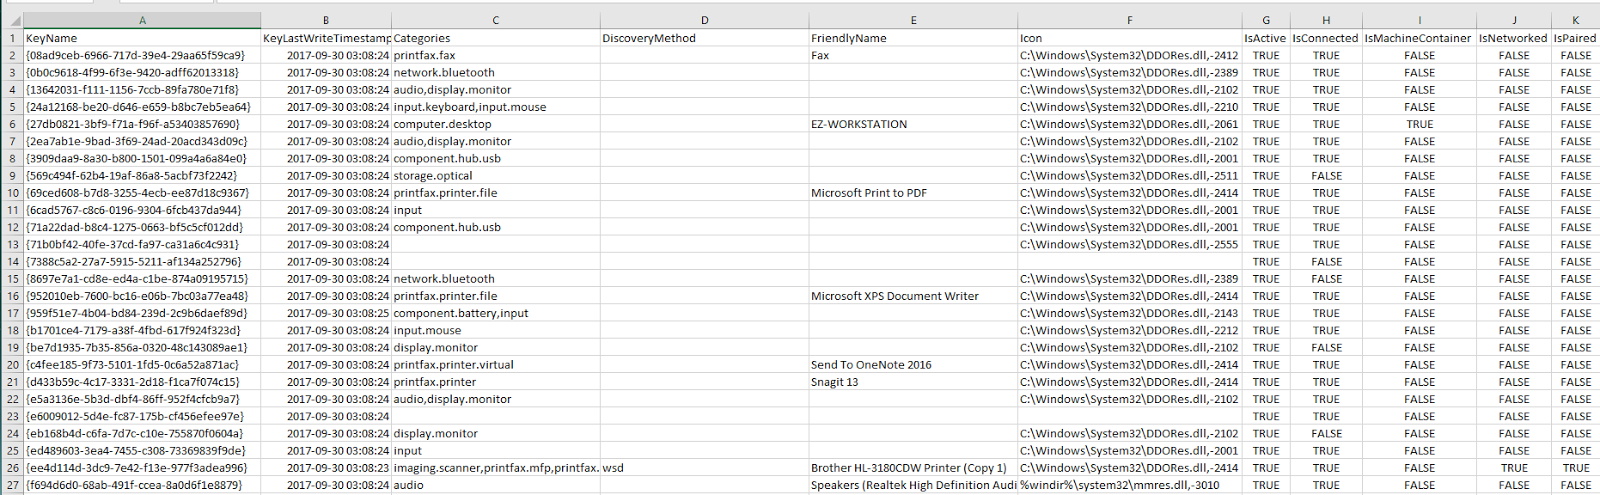 A B C D E F G H I J K
1 KeyName KeyLastWriteTimestamp Categories DiscoveryMethod FriendlyName Icon IsActive IsConnected IsMachineContainer IsNetworked IsPaired
2 {08ad9ceb-6966-717d-39e4-29aa65f59ca9} 2017-09-30 03:08:24 printfax.fax Fax C:\Windows\System32\DDORes.dll,-2412 TRUE TRUE FALSE FALSE FALSE
3 {0b0c9618-4f99-6f3e-9420-adff62013318} 2017-09-30 03:08:24 network.bluetooth C:\Windows\System32\DDORes.dll,-2389 TRUE TRUE FALSE FALSE FALSE
4 {13642031-f111-1156-7ccb-89fa780e71f8} 2017-09-30 03:08:24 audio,display.monitor C:\Windows\System32\DDORes.dll,-2102 TRUE TRUE FALSE FALSE FALSE
5 {24a12168-be20-d646-e659-b8bc7eb5ea64} 2017-09-30 03:08:24 input.keyboard,input.mouse C:\Windows\System32\DDORes.dll,-2210 TRUE TRUE FALSE FALSE FALSE
6 {27db0821-3bf9-f71a-f96f-a53403857690} 2017-09-30 03:08:24 computer.desktop EZ-WORKSTATION C:\Windows\System32\DDORes.dll,-2061 TRUE TRUE TRUE FALSE FALSE
7 {2ea7ab1e-9bad-3f69-24ad-20acd343d09c} 2017-09-30 03:08:24 audio,display.monitor C:\Windows\System32\DDORes.dll,-2102 TRUE TRUE FALSE FALSE FALSE
8 {3909daa9-8a30-b800-1501-099a4a6a84e0} 2017-09-30 03:08:24 component.hub.usb C:\Windows\System32\DDORes.dll,-2001 TRUE TRUE FALSE FALSE FALSE
9 {569c494f-62b4-19af-86a8-5acbf73f2242} 2017-09-30 03:08:24 storage.optical C:\Windows\System32\DDORes.dll,-2511 TRUE FALSE FALSE FALSE FALSE
10 {69ced608-b7d8-3255-4ecb-ee87d18c9367} 2017-09-30 03:08:24 printfax.printer.file Microsoft Print to PDF C:\Windows\System32\DDORes.dll,-2414 TRUE TRUE FALSE FALSE FALSE
11 {6cad5767-c8c6-0196-9304-6fcb437da944} 2017-09-30 03:08:24 input C:\Windows\System32\DDORes.dll,-2001 TRUE TRUE FALSE FALSE FALSE
12 {71a22dad-b8c4-1275-0663-bf5c5cf012dd} 2017-09-30 03:08:24 component.hub.usb C:\Windows\System32\DDORes.dll,-2001 TRUE TRUE FALSE FALSE FALSE
13 {71b0bf42-40fe-37cd-fa97-ca31a6c4c931} 2017-09-30 03:08:24 C:\Windows\System32\DDORes.dll,-2555 TRUE TRUE FALSE FALSE FALSE
14 {7388c5a2-27a7-5915-5211-af134a252796} 2017-09-30 03:08:24 TRUE FALSE FALSE FALSE FALSE
15 {8697e7a1-cd8e-ed4a-c1be-874a09195715} 2017-09-30 03:08:24 network.bluetooth C:\Windows\System32\DDORes.dll,-2389 TRUE FALSE FALSE FALSE FALSE
16 {952010eb-7600-bc16-e06b-7bc03a77ea48} 2017-09-30 03:08:24 printfax.printer.file Microsoft XPS Document Writer C:\Windows\System32\DDORes.dll,-2414 TRUE TRUE FALSE FALSE FALSE
17 {959f51e7-4b04-bd84-239d-2c9b6daef89d} 2017-09-30 03:08:25 component.battery,input C:\Windows\System32\DDORes.dll,-2143 TRUE TRUE FALSE FALSE FALSE
18 {b1701ce4-7179-a38f-4fbd-617f924f323d} 2017-09-30 03:08:24 input.mouse C:\Windows\System32\DDORes.dll,-2212 TRUE TRUE FALSE FALSE FALSE
19 {be7d1935-7b35-856a-0320-48c143089ae1} 2017-09-30 03:08:24 display.monitor C:\Windows\System32\DDORes.dll,-2102 TRUE FALSE FALSE FALSE FALSE
20 {c4fee185-9f73-5101-1fd5-0c6a52a871ac} 2017-09-30 03:08:24 printfax.printer.virtual Send To OneNote 2016 C:\Windows\System32\DDORes.dll,-2414 TRUE TRUE FALSE FALSE FALSE
21 {d433b59c-4c17-3331-2d18-f1ca7f074c15} 2017-09-30 03:08:24 printfax.printer Snagit 13 C:\Windows\System32\DDORes.dll,-2414 TRUE TRUE FALSE FALSE FALSE
22 {e5a3136e-5b3d-dbf4-86ff-952f4cfcb9a7} 2017-09-30 03:08:24 audio,display.monitor C:\Windows\System32\DDORes.dll,-2102 TRUE TRUE FALSE FALSE FALSE
23 {e6009012-5d4e-fc87-175b-cf456efee97e} 2017-09-30 03:08:24 TRUE TRUE FALSE FALSE FALSE
24 {eb168b4d-c6fa-7d7c-c10e-755870f0604a} 2017-09-30 03:08:24 display.monitor C:\Windows\System32\DDORes.dll,-2102 TRUE FALSE FALSE FALSE FALSE
25 {ed489603-3ea4-7455-c308-73369839f9de} 2017-09-30 03:08:24 input C:\Windows\System32\DDORes.dll,-2001 TRUE TRUE FALSE FALSE FALSE
26 {ee4d114d-3dc9-7e42-f13e-977f3adea996} 2017-09-30 03:08:23 imaging.scanner,printfax.mfp,printfax. wsd Brother HL-3180CDW Printer (Copy 1) C:\Windows\System32\DDORes.dll,-2414 TRUE TRUE FALSE TRUE TRUE
27 {f694d6d0-68ab-491f-ccea-8a0d6f1e8879} 2017-09-30 03:08:24 audio Speakers (Realtek High Definition Audi %windir%\system32\mmres.dll,-3010 TRUE TRUE FALSE FALSE FALSE